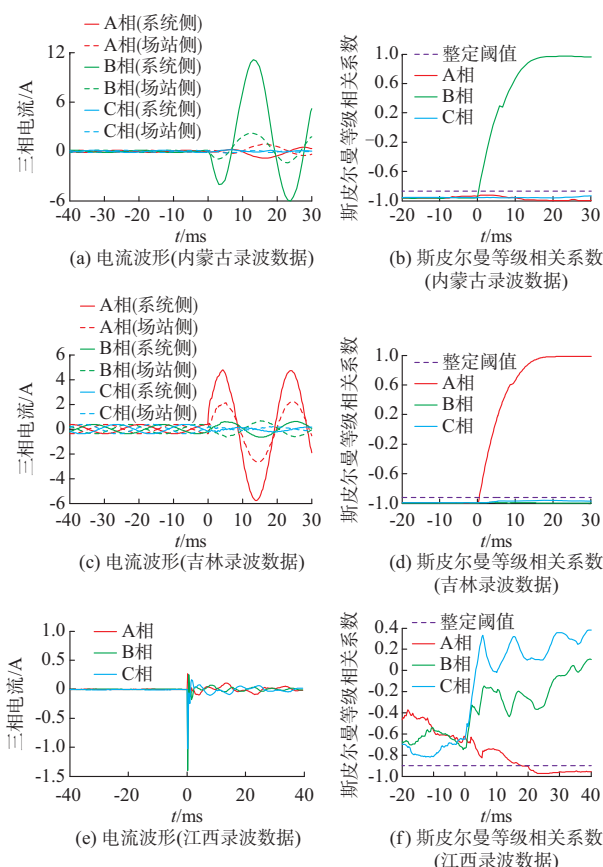 A相(系统侧)
A相(场站侧)
B相(系统侧)
B相(场站侧)
C相(系统侧)
C相(场站侧)
三相电流/A
12
6
0
-6
-40 -30 -20 -10 0 10 20 30
t/ms
(a) 电流波形(内蒙古录波数据)
整定阈值
A相
B相
C相
斯皮尔曼等级相关系数
1.0
0.5
0
-0.5
-1.0
-20 -10 0 10 20 30
t/ms
(b) 斯皮尔曼等级相关系数
(内蒙古录波数据)
A相(系统侧)
A相(场站侧)
B相(系统侧)
B相(场站侧)
C相(系统侧)
C相(场站侧)
三相电流/A
6
4
2
0
-2
-4
-6
-40 -30 -20 -10 0 10 20 30
t/ms
(c) 电流波形(吉林录波数据)
整定阈值
A相
B相
C相
斯皮尔曼等级相关系数
1.0
0.5
0
-0.5
-1.0
-20 -10 0 10 20 30
t/ms
(d) 斯皮尔曼等级相关系数
(吉林录波数据)
A相
B相
C相
三相电流/A
1.0
0.5
0
-0.5
-1.0
-1.5
-40 -20 0 20 40
t/ms
(e) 电流波形(江西录波数据)
整定阈值
A相
B相
C相
斯皮尔曼等级相关系数
0.4
0.2
0
-0.2
-0.4
-0.6
-0.8
-1.0
-20 -10 0 10 20 30 40
t/ms
(f) 斯皮尔曼等级相关系数
(江西录波数据)